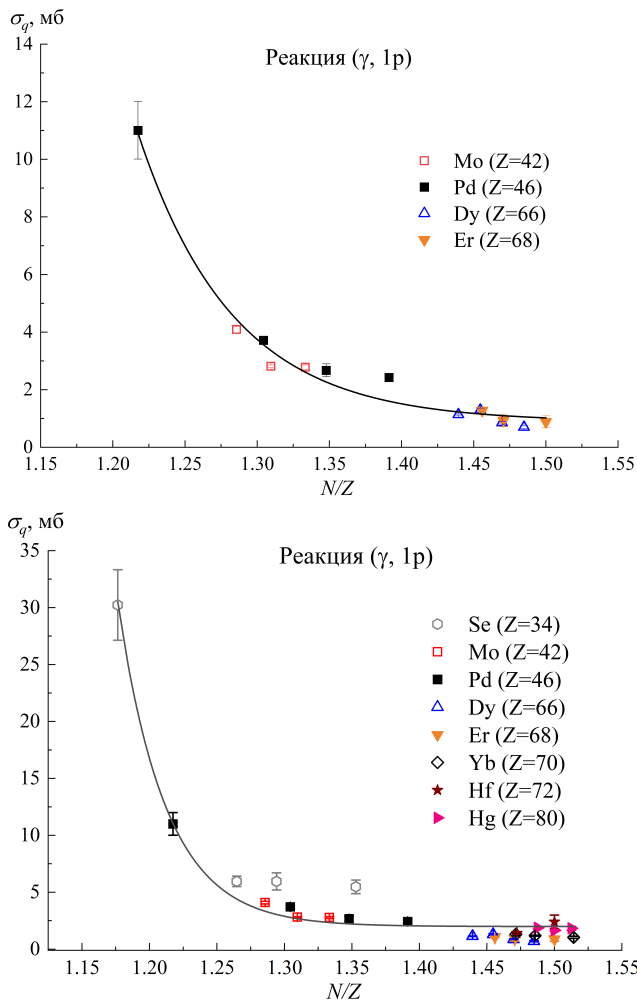 σq, мб
Реакция (γ, 1p)
14
12
10
8
6
4
2
0
Mo (Z=42)
Pd (Z=46)
Dy (Z=66)
Er (Z=68)
1.15 1.20 1.25 1.30 1.35 1.40 1.45 1.50 1.55
N/Z
σq, мб
Реакция (γ, 1p)
35
30
25
20
15
10
5
0
Se (Z=34)
Mo (Z=42)
Pd (Z=46)
Dy (Z=66)
Er (Z=68)
Yb (Z=70)
Hf (Z=72)
Hg (Z=80)
1.15 1.20 1.25 1.30 1.35 1.40 1.45 1.50 1.55
N/Z